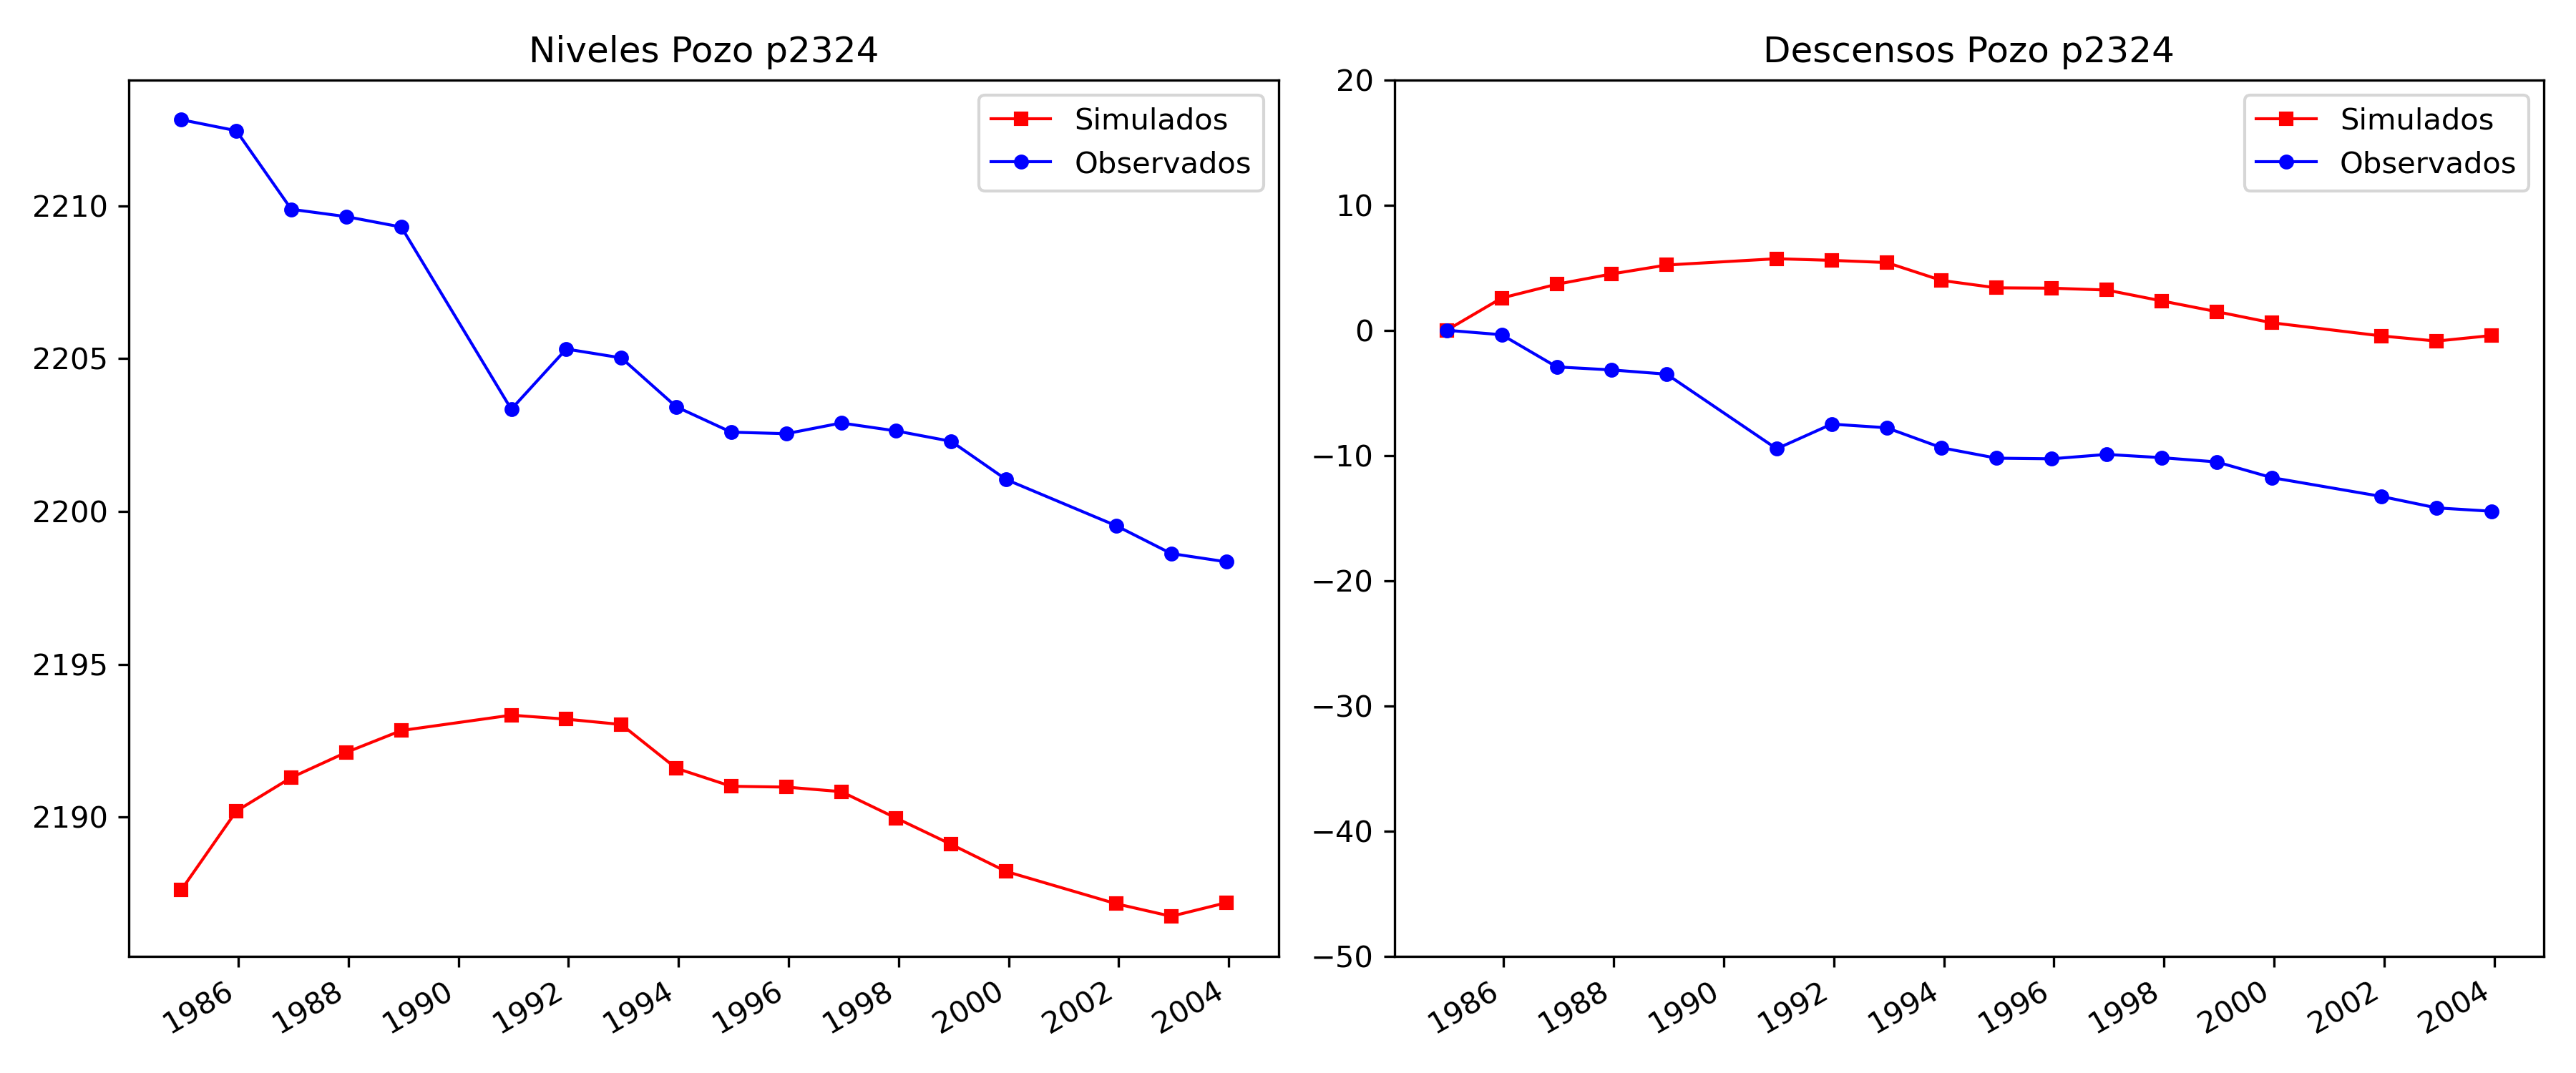 Niveles Pozo p2324
Simulados
Observados
2210
2205
2200
2195
2190
1986 1988 1990 1992 1994 1996 1998 2000 2002 2004
Descensos Pozo p2324
Simulados
Observados
20
10
0
−10
−20
−30
−40
−50
1986 1988 1990 1992 1994 1996 1998 2000 2002 2004